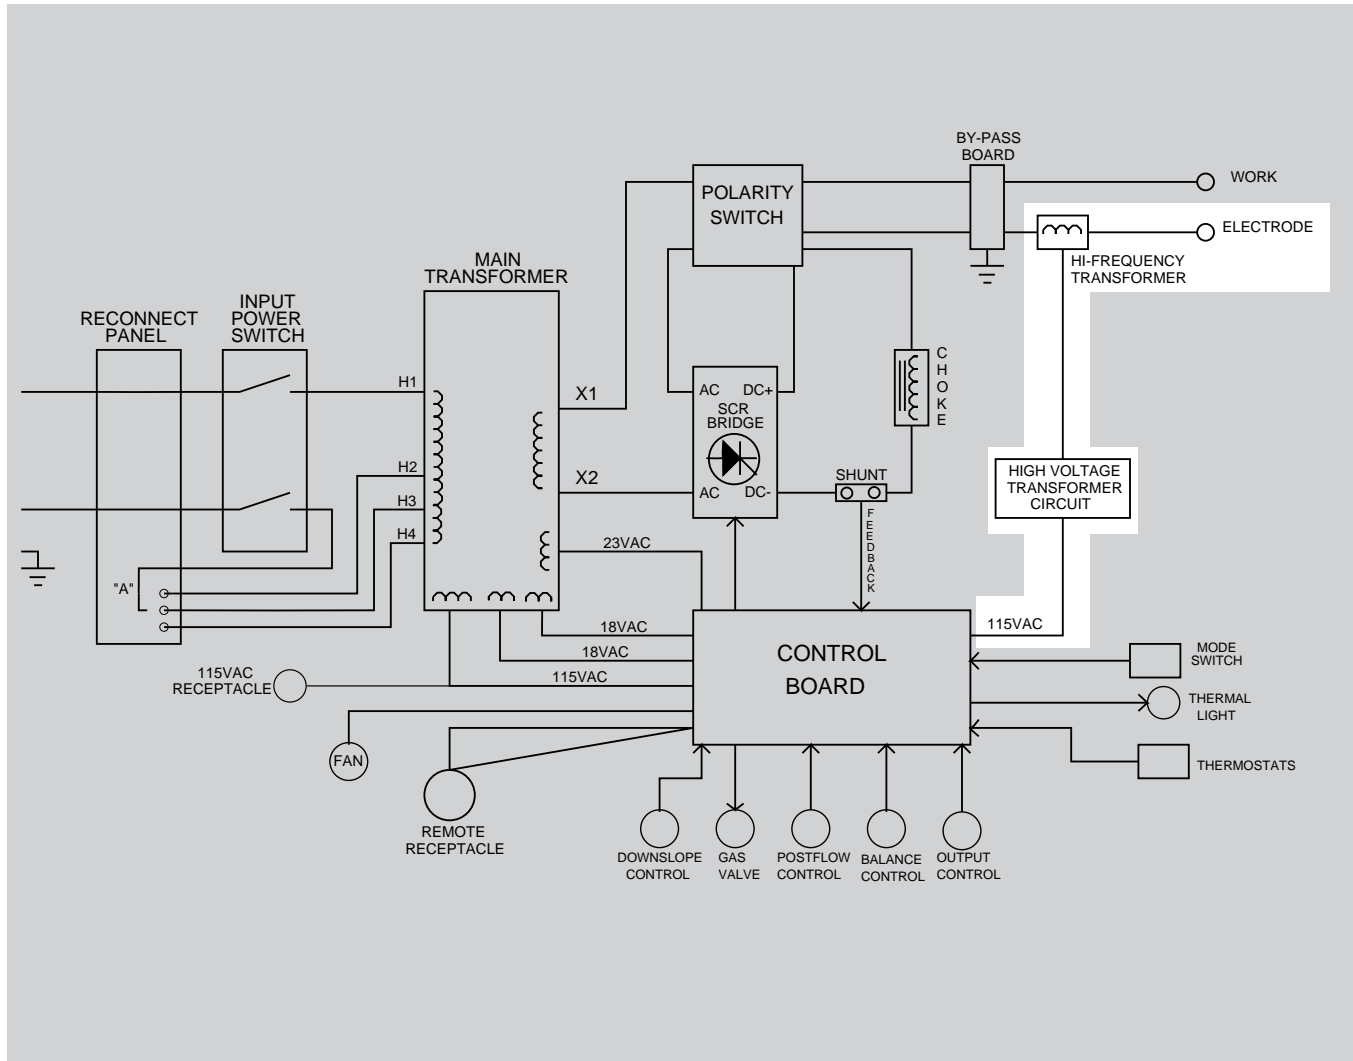 BY-PASS
BOARD
WORK
POLARITY
SWITCH
ELECTRODE
HI-FREQUENCY
TRANSFORMER
MAIN
TRANSFORMER
INPUT
POWER
SWITCH
RECONNECT
PANEL
H1
X1
AC
DC+
SCR
BRIDGE
CHOKE
H2
X2
AC
DC-
SHUNT
HIGH VOLTAGE
TRANSFORMER
CIRCUIT
H3
H4
FEEDBACK
23VAC
"A"
18VAC
18VAC
115VAC
CONTROL
BOARD
115VAC
MODE
SWITCH
115VAC
RECEPTACLE
THERMAL
LIGHT
FAN
THERMOSTATS
REMOTE
RECEPTACLE
DOWNSLOPE
CONTROL
GAS
VALVE
POSTFLOW
CONTROL
BALANCE
CONTROL
OUTPUT
CONTROL